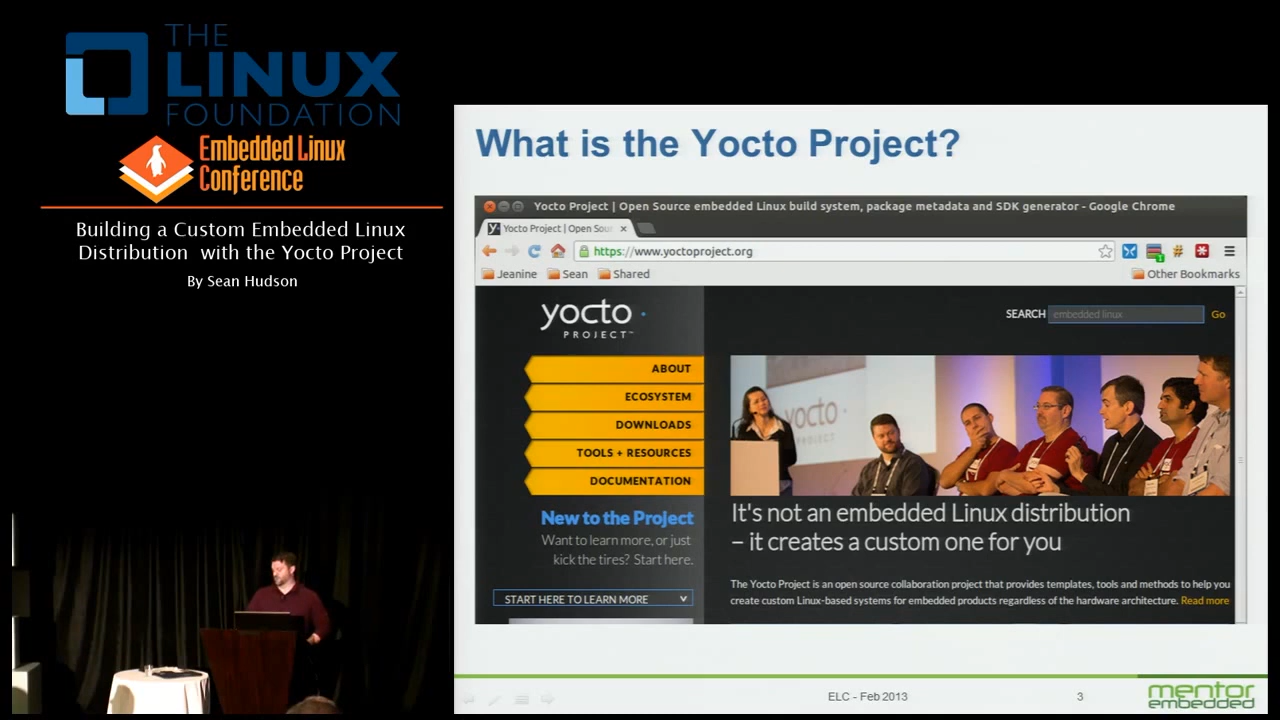 THE
LINUX
FOUNDATION
Embedded Linux
Conference
Building a Custom Embedded Linux
Distribution with the Yocto Project
By Sean Hudson
What is the Yocto Project?
Yocto Project | Open Source embedded Linux build system, package metadata and SDK generator - Google Chrome
Yocto Project | Open Sour
https://www.yoctoproject.org
Jeanine Sean Shared Other Bookmarks
yocto
PROJECT™
SEARCH embedded linux Go
ABOUT
ECOSYSTEM
DOWNLOADS
TOOLS + RESOURCES
DOCUMENTATION
yocto
PROJECT
New to the Project
Want to learn more, or just
kick the tires? Start here.
START HERE TO LEARN MORE
It's not an embedded Linux distribution
– it creates a custom one for you
The Yocto Project is an open source collaboration project that provides templates, tools and methods to help you
create custom Linux-based systems for embedded products regardless of the hardware architecture. Read more
ELC - Feb 2013
3
mentor
embedded